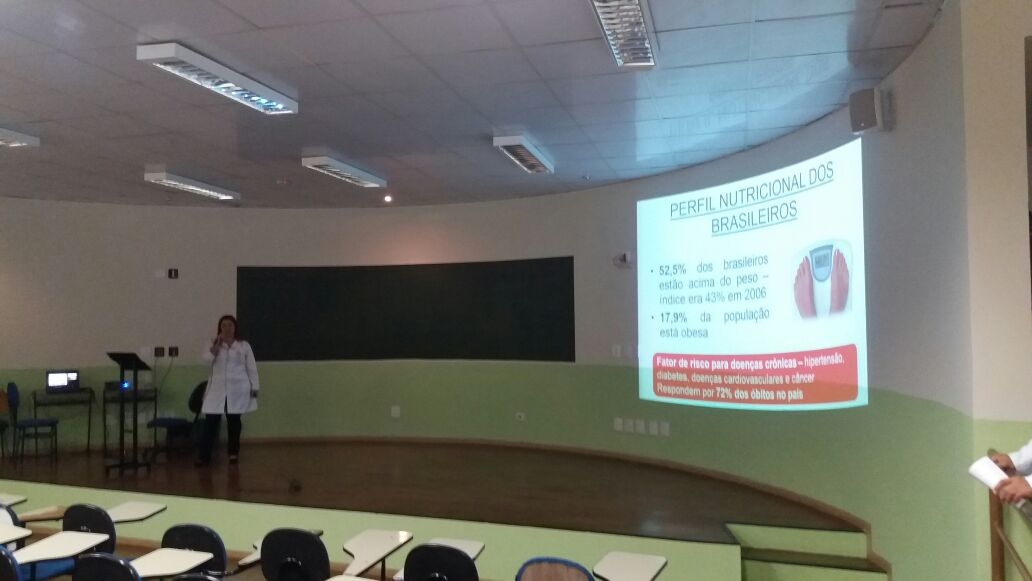 PERFIL NUTRICIONAL DOS
BRASILEIROS
• 52,5% dos brasileiros
estão acima do peso –
índice era 43% em 2006
• 17,9% da população
está obesa
Fator de risco para doenças crônicas – hipertensão,
diabetes, doenças cardiovasculares e câncer
Respondem por 72% dos óbitos no país